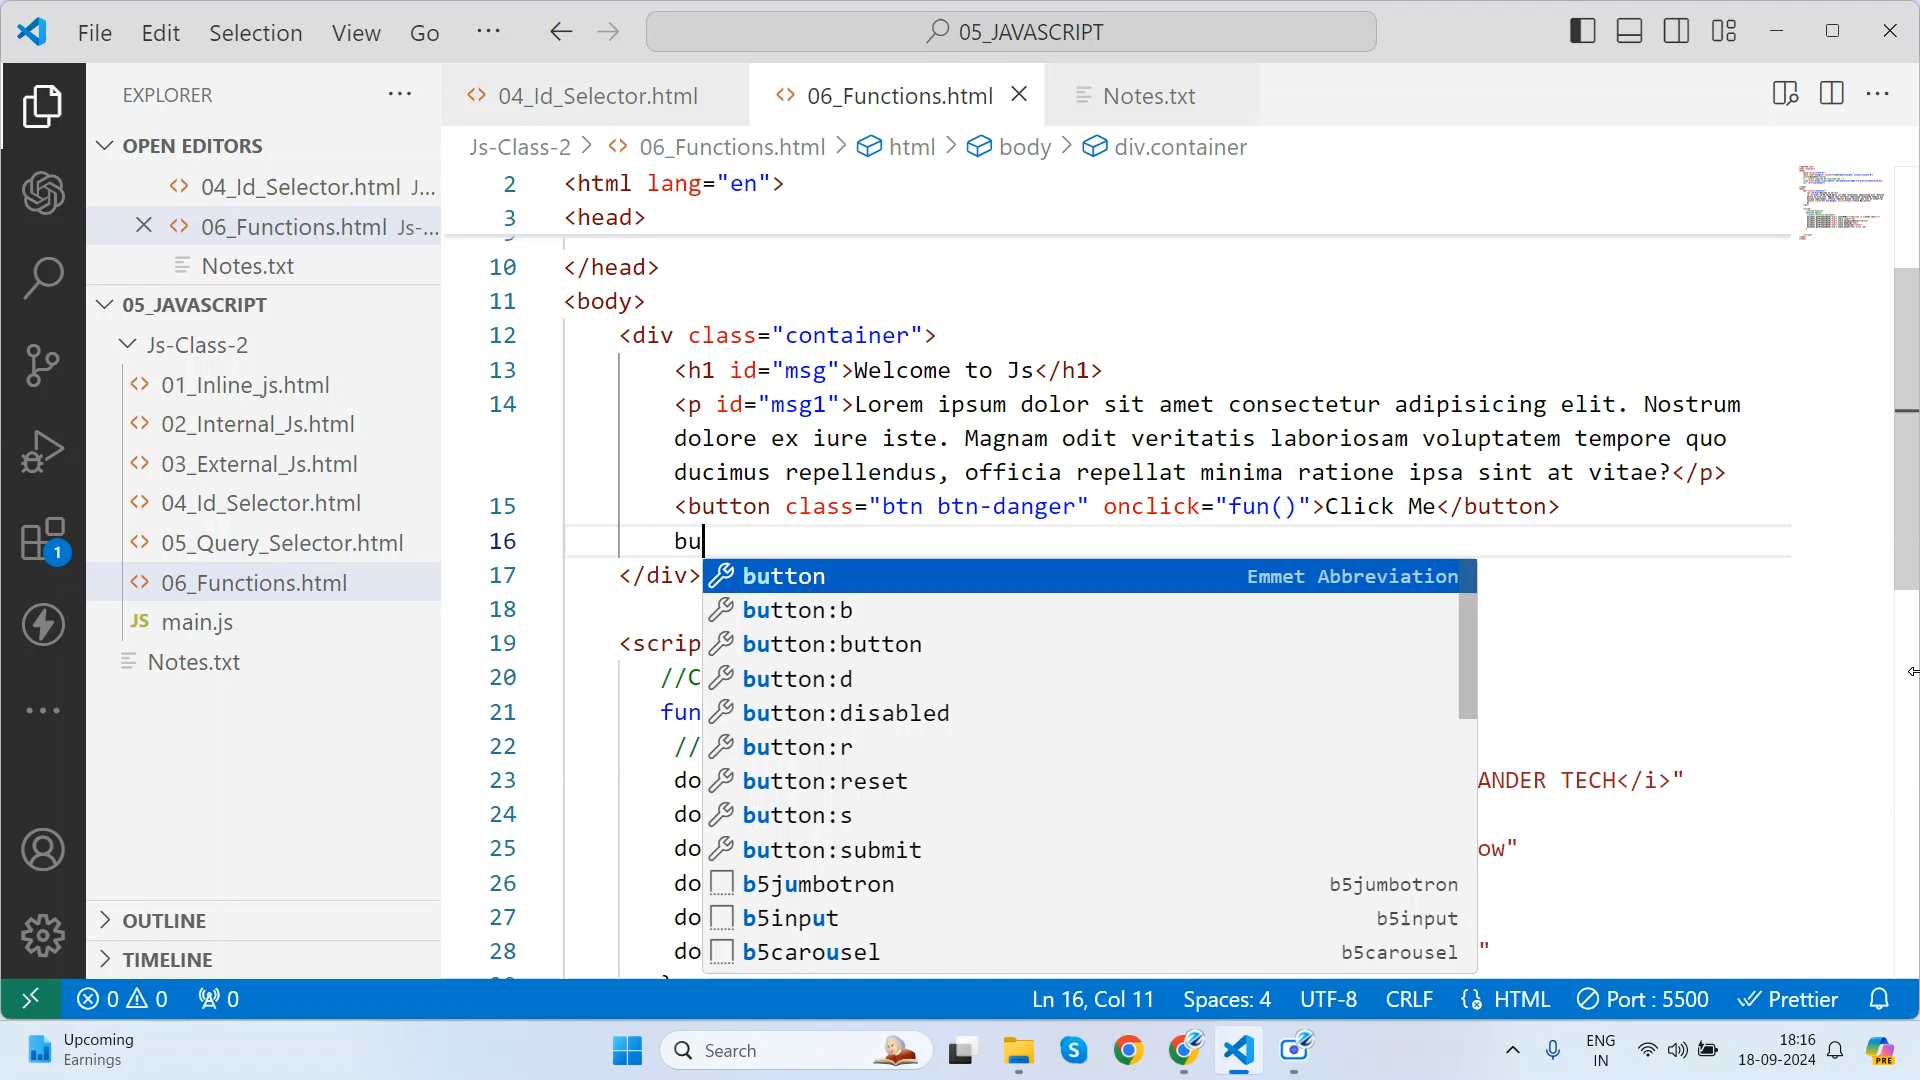 File Edit Selection View Go ··· 05_JAVASCRIPT
EXPLORER ···
OPEN EDITORS
04_Id_Selector.html J...
06_Functions.html Js-...
Notes.txt
05_JAVASCRIPT
Js-Class-2
01_Inline_js.html
02_Internal_Js.html
03_External_Js.html
04_Id_Selector.html
05_Query_Selector.html
06_Functions.html
JS main.js
Notes.txt
OUTLINE
TIMELINE
1
04_Id_Selector.html 06_Functions.html Notes.txt
Js-Class-2 > 06_Functions.html > html > body > div.container
2 <html lang="en">
3 <head>
10 </head>
11 <body>
12 <div class="container">
13 <h1 id="msg">Welcome to Js</h1>
14 <p id="msg1">Lorem ipsum dolor sit amet consectetur adipisicing elit. Nostrum
dolore ex iure iste. Magnam odit veritatis laboriosam voluptatem tempore quo
ducimus repellendus, officia repellat minima ratione ipsa sint at vitae?</p>
15 <button class="btn btn-danger" onclick="fun()">Click Me</button>
16 bu
17 </div>
18
19 <scrip
20 //C
21 fun
22 //
23 do ANDER TECH</i>"
24 do
25 do ow"
26 do
27 do
28 do "
button Emmet Abbreviation
button:b
button:button
button:d
button:disabled
button:r
button:reset
button:s
button:submit
b5jumbotron b5jumbotron
b5input b5input
b5carousel b5carousel
0 0 0 Ln 16, Col 11 Spaces: 4 UTF-8 CRLF HTML Port : 5500 Prettier
Upcoming
Earnings
Search
ENG
IN
18:16
18-09-2024
PRE